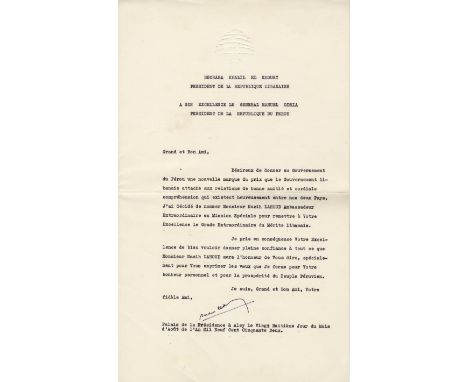 BECHARA KHALIL EL KHOURY
PRESIDENT DE LA REPUBLIQUE LIBANAISE
A SON EXCELLENCE LE GENERAL MANUEL ODRIA
PRESIDENT DE LA REPUBLIQUE DU PEROU
Grand et Bon Ami,
Désireux de donner au Gouvernement
du Pérou une nouvelle marque du prix que le Gouvernement li-
banais attache aux relations de bonne amitié et cordiale
compréhension qui existent heureusement entre nos deux Pays,
J'ai décidé de nommer Monsieur Nasib LAHOUD Ambassadeur
Extraordinaire en Mission Spéciale pour remettre à Votre
Excellence le Grade Extraordinaire du Mérite Libanais.
Je prie en conséquence Votre Excel-
lence de bien vouloir donner pleine confiance à tout ce que
Monsieur Nasib LAHOUD aura l'honneur de Vous dire, spéciale-
ment pour Vous exprimer les vœux que Je forme pour Votre
bonheur personnel et pour la prospérité du Peuple Péruvien.
Je suis, Grand et Bon Ami, Votre
fidèle Ami,
Palais de la Présidence à Aley le Vingt Huitième Jour du Mois
d'Août de l'An Mil Neuf Cent Cinquante Deux.